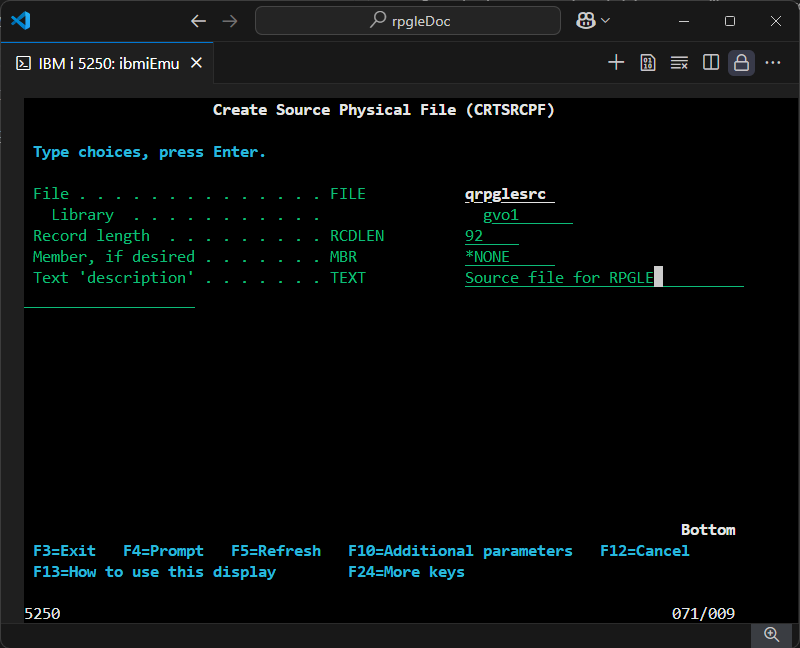 rpgleDoc
IBM i 5250: ibmiEmu
Create Source Physical File (CRTSRCPF)
Type choices, press Enter.
File . . . . . . . . . . . . . . FILE qrpglesrc
Library . . . . . . . . . . . gvo1
Record length . . . . . . . . . RCDLEN 92
Member, if desired . . . . . . . MBR *NONE
Text 'description' . . . . . . . TEXT Source file for RPGLE
Bottom
F3=Exit F4=Prompt F5=Refresh F10=Additional parameters F12=Cancel
F13=How to use this display F24=More keys
5250 071/009